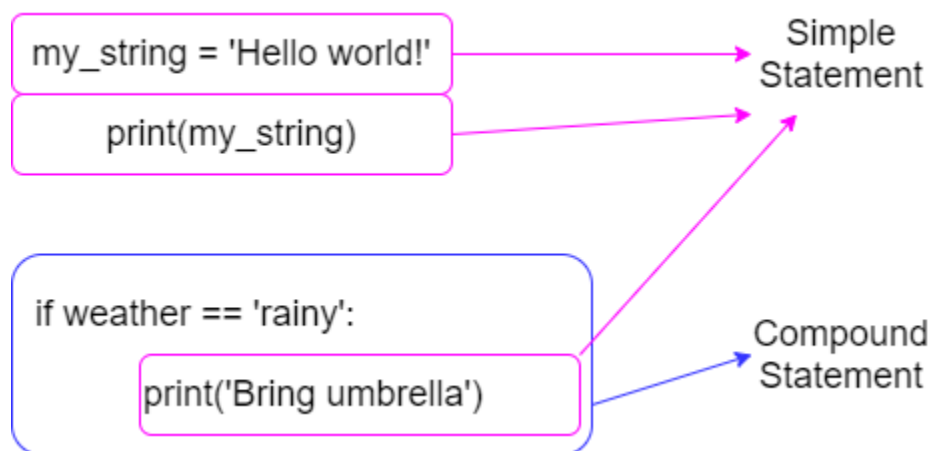 my_string = 'Hello world!'
print(my_string)
Simple
Statement
if weather == 'rainy':
print('Bring umbrella')
Compound
Statement